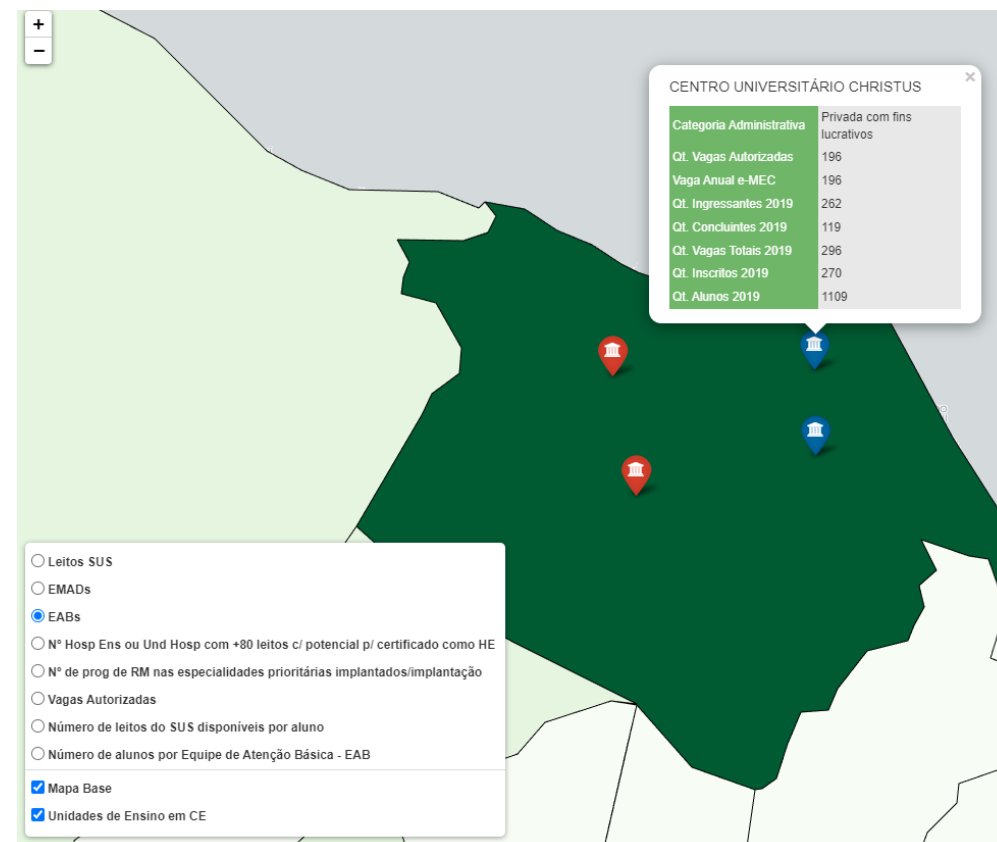 +
−
×
CENTRO UNIVERSITÁRIO CHRISTUS
Categoria Administrativa Privada com fins
lucrativos
Qt. Vagas Autorizadas 196
Vaga Anual e-MEC 196
Qt. Ingressantes 2019 262
Qt. Concluintes 2019 119
Qt. Vagas Totais 2019 296
Qt. Inscritos 2019 270
Qt. Alunos 2019 1109
Leitos SUS
EMADs
EABs
Nº Hosp Ens ou Und Hosp com +80 leitos c/ potencial p/ certificado como HE
Nº de prog de RM nas especialidades prioritárias implantados/implantação
Vagas Autorizadas
Número de leitos do SUS disponíveis por aluno
Número de alunos por Equipe de Atenção Básica - EAB
Mapa Base
Unidades de Ensino em CE